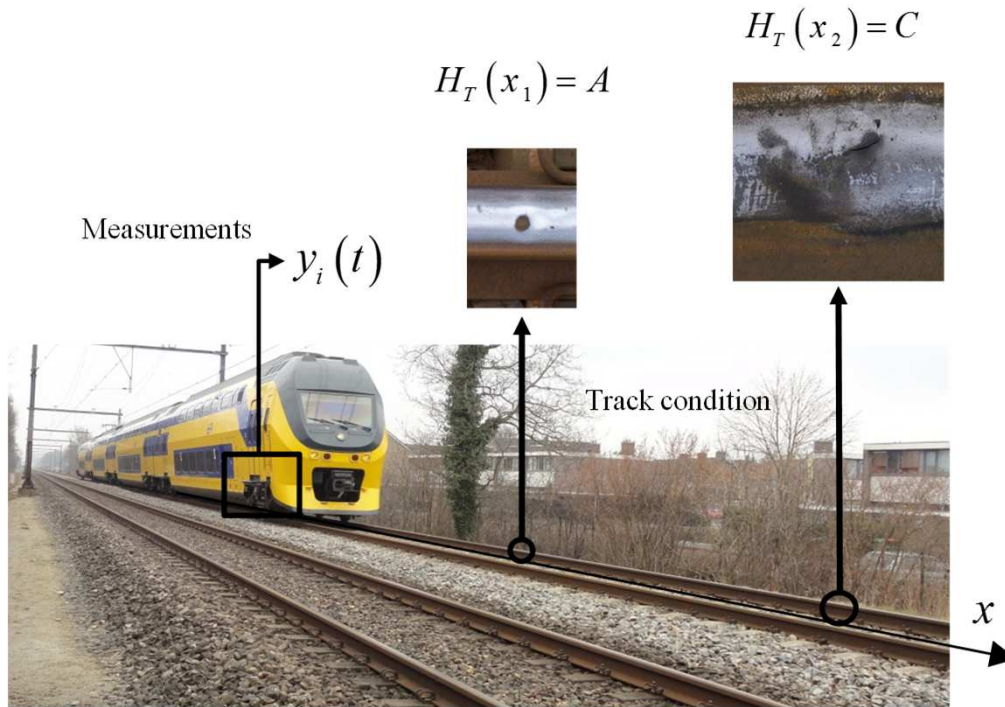 H_T(x_2) = C
H_T(x_1) = A
Measurements
y_i(t)
Track condition
x